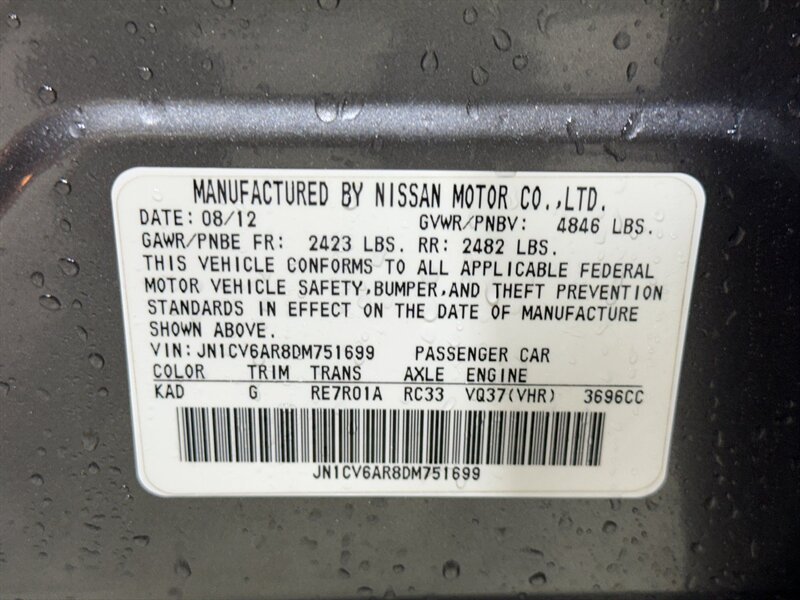 MANUFACTURED BY NISSAN MOTOR CO.,LTD.
DATE: 08/12 GVWR/PNBV: 4846 LBS.
GAWR/PNBE FR: 2423 LBS. RR: 2482 LBS.
THIS VEHICLE CONFORMS TO ALL APPLICABLE FEDERAL
MOTOR VEHICLE SAFETY,BUMPER,AND THEFT PREVENTION
STANDARDS IN EFFECT ON THE DATE OF MANUFACTURE
SHOWN ABOVE.
VIN:JN1CV6AR8DM751699 PASSENGER CAR
COLOR TRIM TRANS AXLE ENGINE
KAD G RE7R01A RC33 VQ37(VHR) 3696CC
JN1CV6AR8DM751699